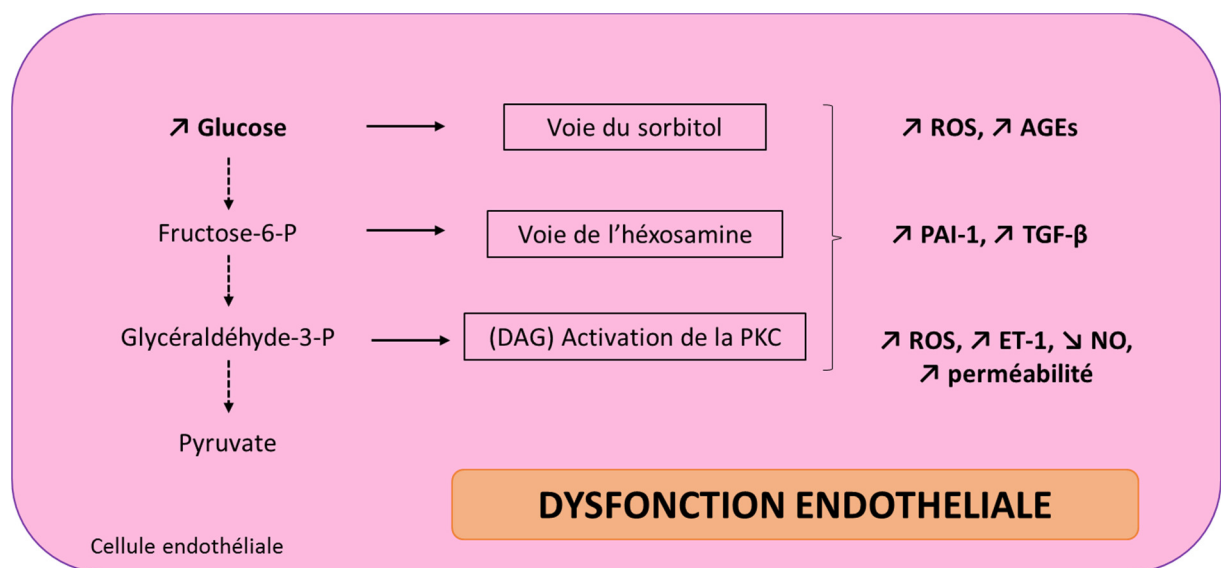 ↗ Glucose
Voie du sorbitol
↗ ROS, ↗ AGEs
Fructose-6-P
Voie de l’héxosamine
↗ PAI-1, ↗ TGF-β
Glycéraldéhyde-3-P
(DAG) Activation de la PKC
↗ ROS, ↗ ET-1, ↘ NO,
↗ perméabilité
Pyruvate
DYSFONCTION ENDOTHELIALE
Cellule endothéliale